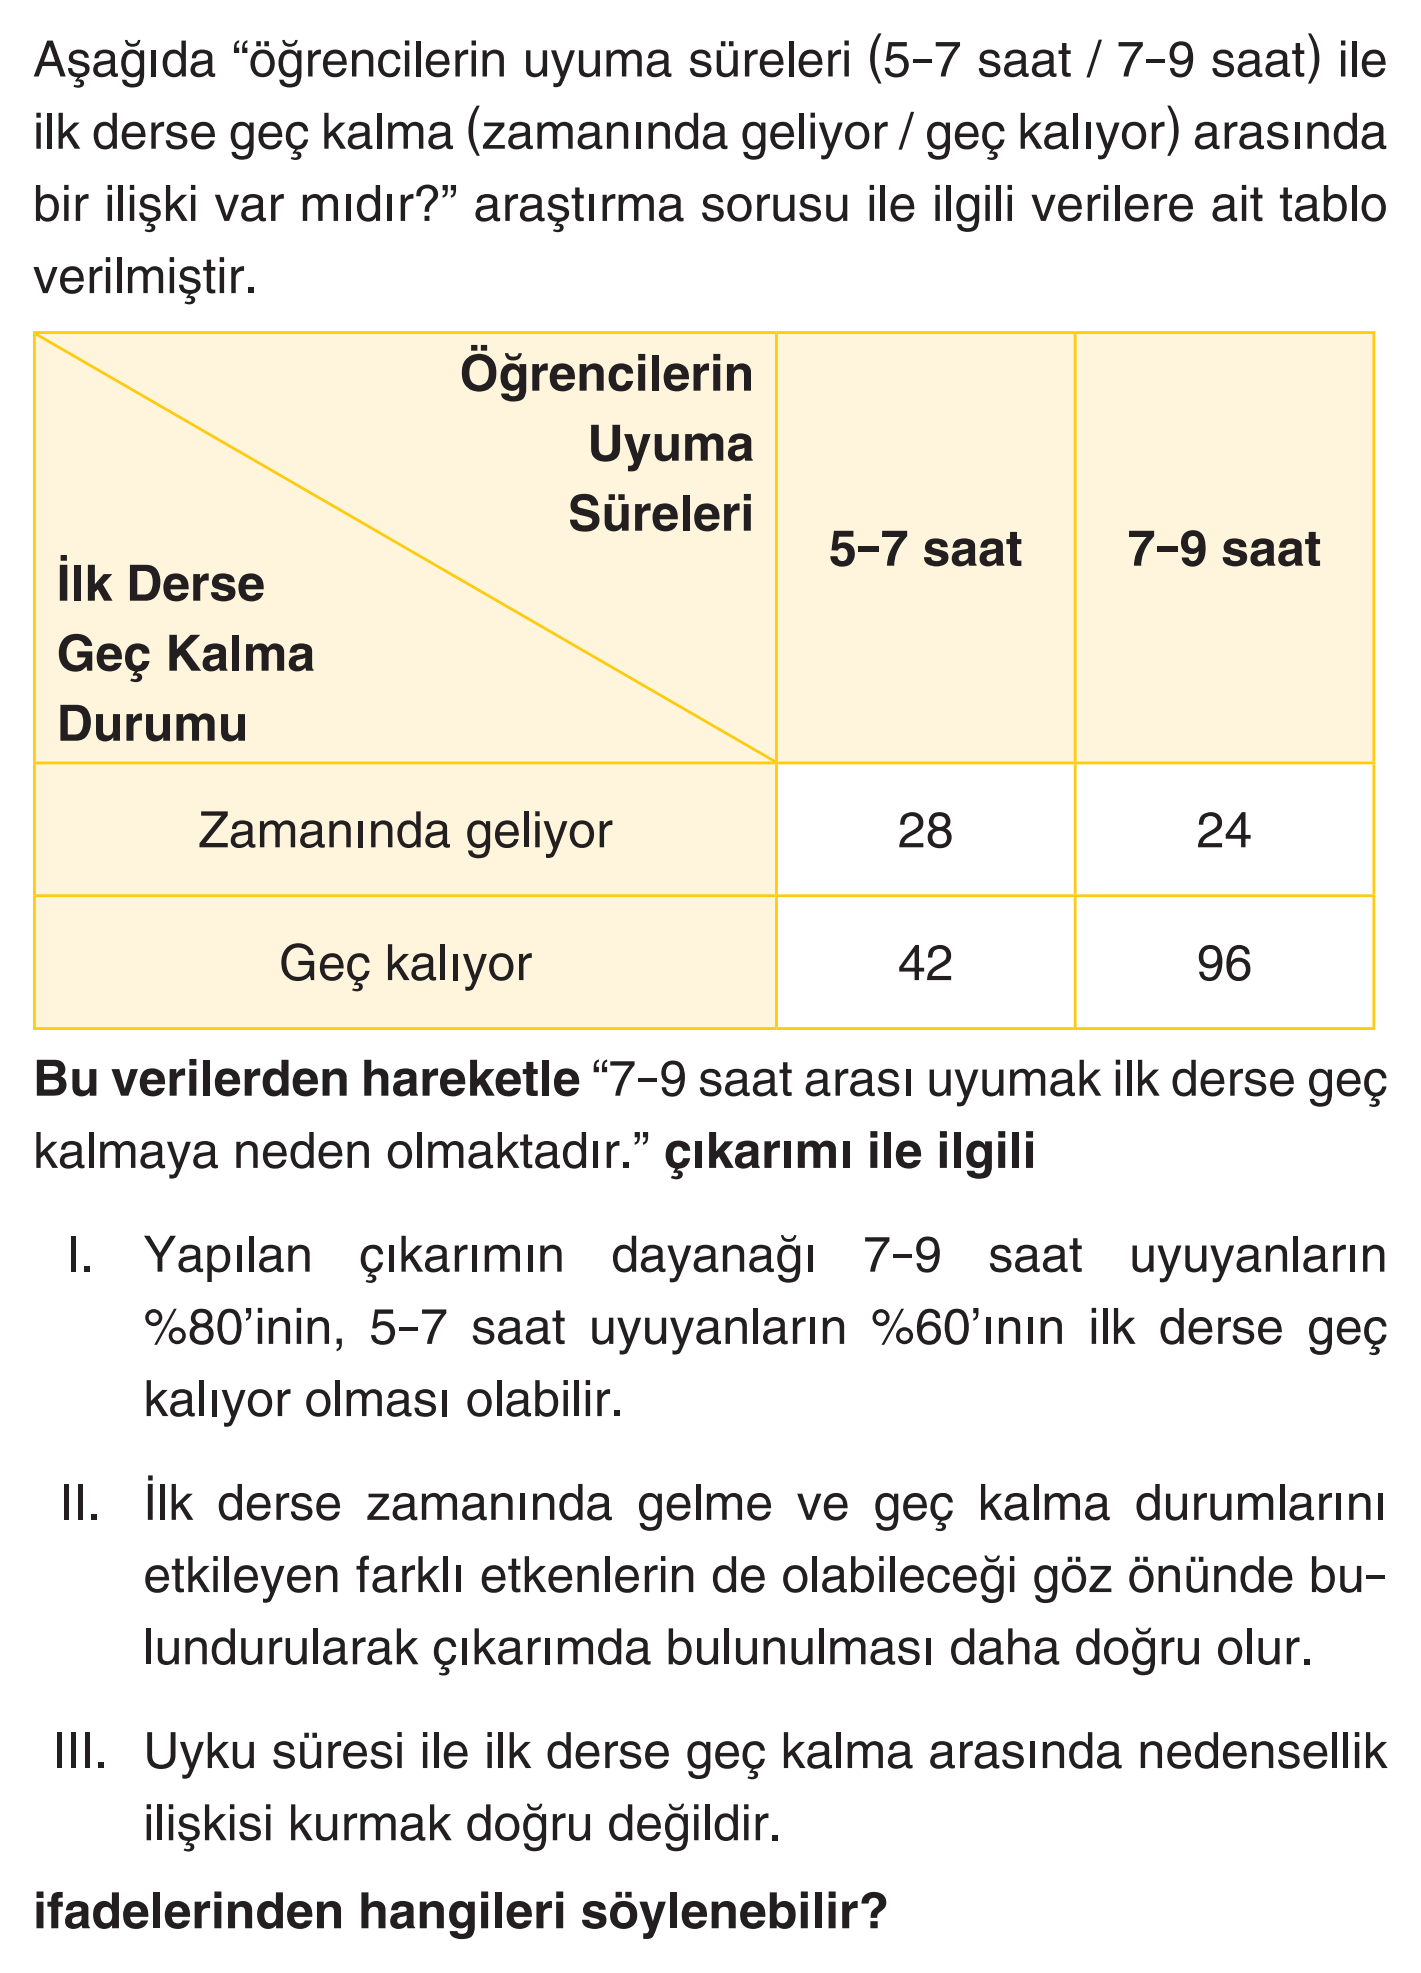 Aşağıda “öğrencilerin uyuma süreleri (5-7 saat / 7-9 saat) ile
ilk derse geç kalma (zamanında geliyor / geç kalıyor) arasında
bir ilişki var mıdır?” araştırma sorusu ile ilgili verilere ait tablo
verilmiştir.
Öğrencilerin
Uyuma
Süreleri
İlk Derse
Geç Kalma
Durumu
5-7 saat
7-9 saat
Zamanında geliyor 28 24
Geç kalıyor 42 96
Bu verilerden hareketle “7-9 saat arası uyumak ilk derse geç
kalmaya neden olmaktadır.” çıkarımı ile ilgili
I. Yapılan çıkarımın dayanağı 7-9 saat uyuyanların
%80’inin, 5-7 saat uyuyanların %60’ının ilk derse geç
kalıyor olması olabilir.
II. İlk derse zamanında gelme ve geç kalma durumlarını
etkileyen farklı etkenlerin de olabileceği göz önünde bu-
lundurularak çıkarımda bulunulması daha doğru olur.
III. Uyku süresi ile ilk derse geç kalma arasında nedensellik
ilişkisi kurmak doğru değildir.
ifadelerinden hangileri söylenebilir?